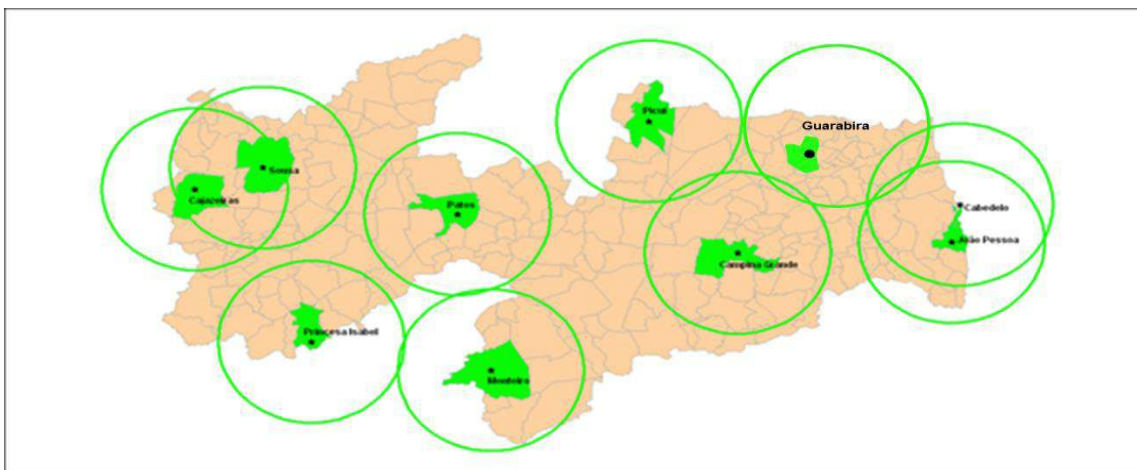 Picuí
Guarabira
Sousa
Cajazeiras
Patos
Cabedelo
João Pessoa
Campina Grande
Princesa Isabel
Monteiro